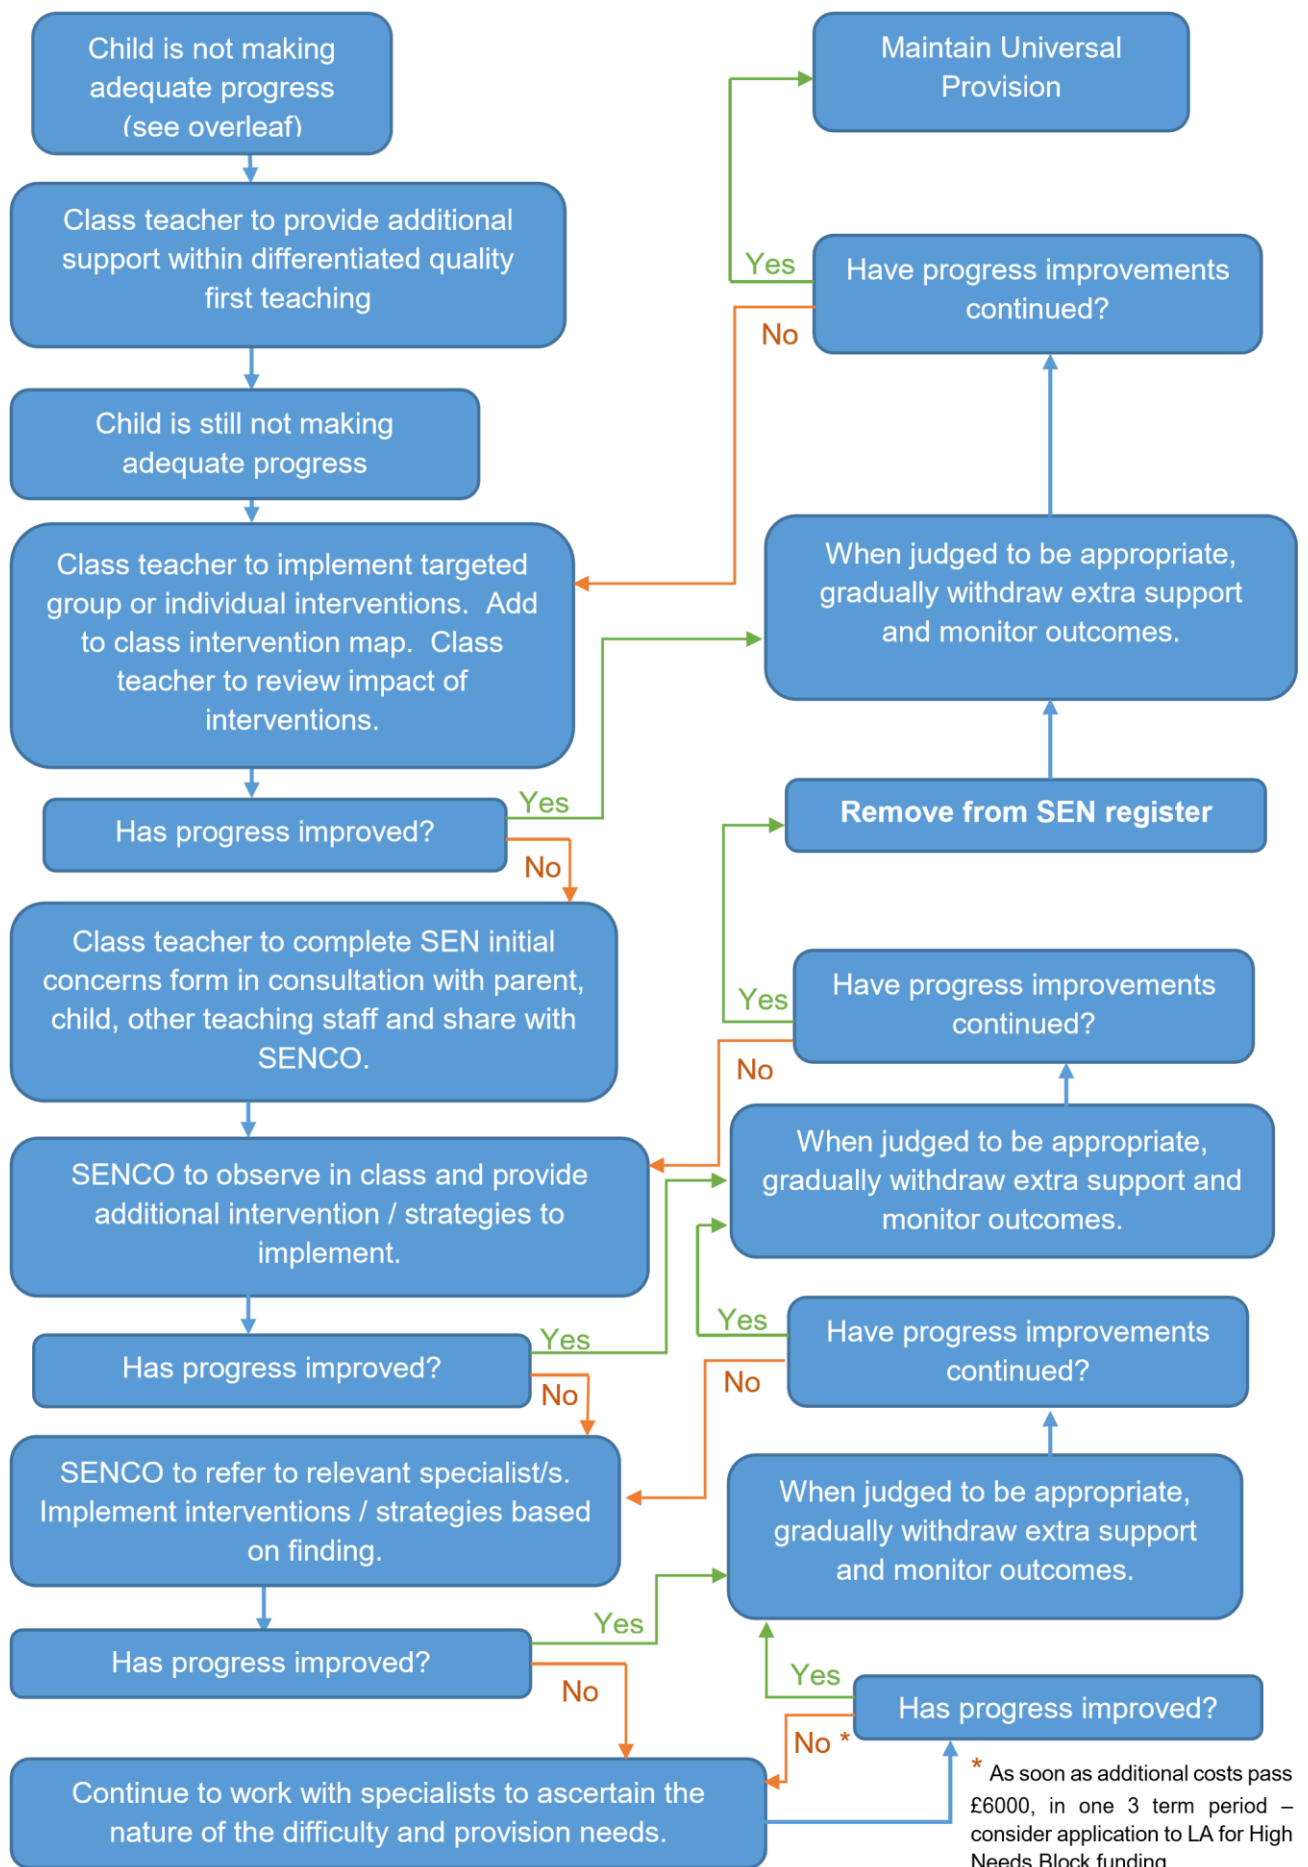 Child is not making
adequate progress
(see overleaf)
Class teacher to provide additional
support within differentiated quality
first teaching
Child is still not making
adequate progress
Class teacher to implement targeted
group or individual interventions.  Add
to class intervention map.  Class
teacher to review impact of
interventions.
Has progress improved?
Yes
No
Class teacher to complete SEN initial
concerns form in consultation with parent,
child, other teaching staff and share with
SENCO.
SENCO to observe in class and provide
additional intervention / strategies to
implement.
Has progress improved?
Yes
No
SENCO to refer to relevant specialist/s.
Implement interventions / strategies based
on finding.
Has progress improved?
Yes
No
Continue to work with specialists to ascertain the
nature of the difficulty and provision needs.
Maintain Universal
Provision
Have progress improvements
continued?
Yes
No
When judged to be appropriate,
gradually withdraw extra support
and monitor outcomes.
Remove from SEN register
Have progress improvements
continued?
Yes
No
When judged to be appropriate,
gradually withdraw extra support and
monitor outcomes.
Have progress improvements
continued?
Yes
No
When judged to be appropriate,
gradually withdraw extra support
and monitor outcomes.
Has progress improved?
Yes
No *
* As soon as additional costs pass
£6000, in one 3 term period –
consider application to LA for High
Needs Block funding